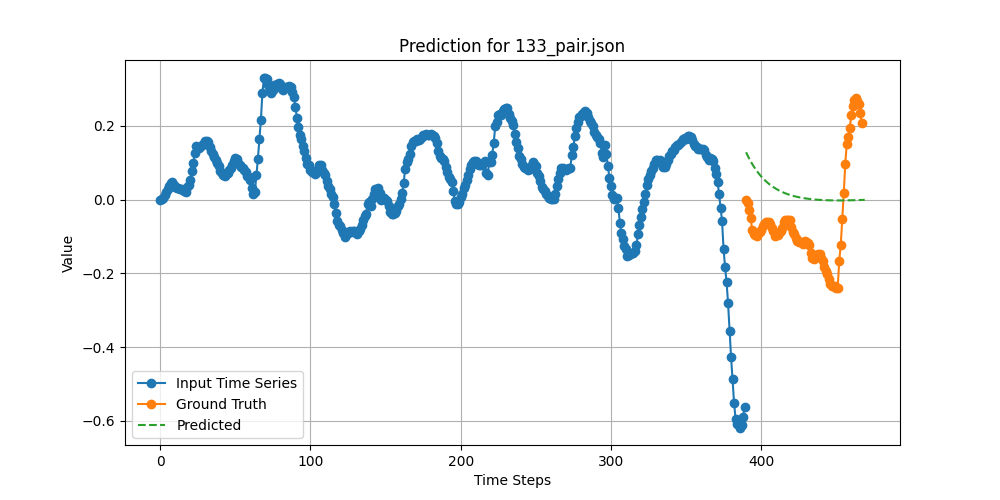 Prediction for 133_pair.json
Value
0.2
0.0
−0.2
−0.4
−0.6
Input Time Series
Ground Truth
Predicted
0
100
200
300
400
Time Steps